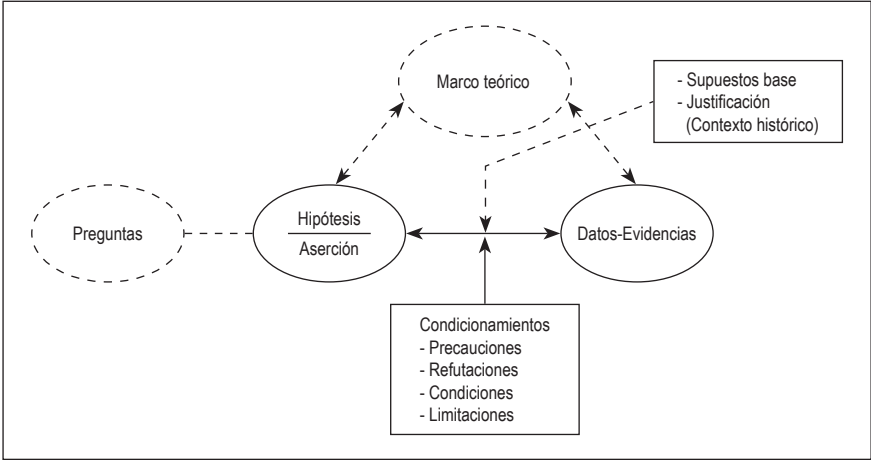 Marco teórico
- Supuestos base
- Justificación
(Contexto histórico)
Preguntas
Hipótesis
Aserción
Datos-Evidencias
Condicionamientos
- Precauciones
- Refutaciones
- Condiciones
- Limitaciones